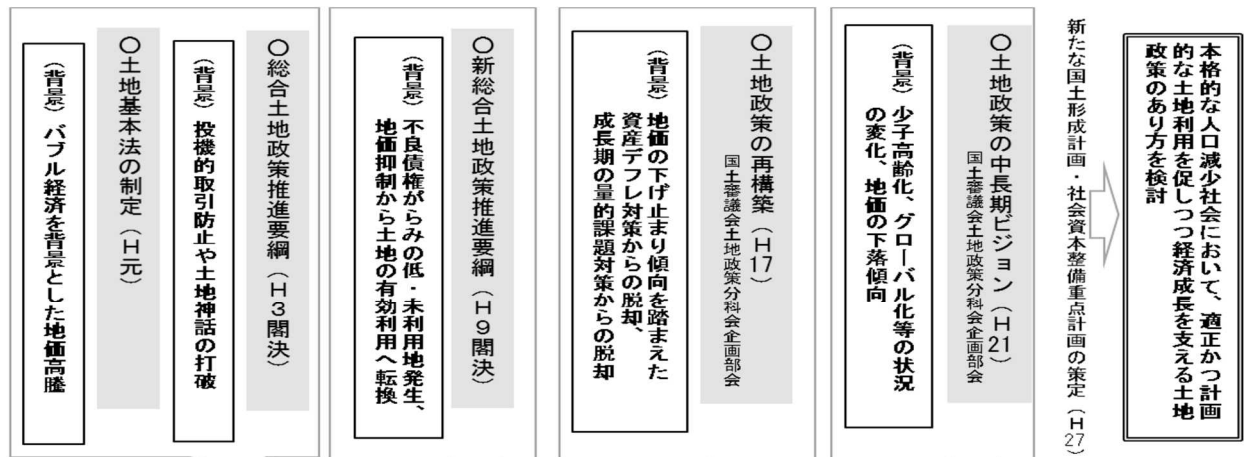 〇土地基本法の制定（H元）
（背景）バブル経済を背景とした地価高騰
〇総合土地政策推進要綱（H3閣決）
（背景）投機的取引防止や土地神話の打破
〇新総合土地政策推進要綱（H9閣決）
（背景）不良債権がらみの低・未利用地発生、
地価抑制から土地の有効利用へ転換
〇土地政策の再構築（H17）
国土審議会土地政策分科会企画部会
（背景）地価の下げ止まり傾向を踏まえた
資産デフレ対策からの脱却、
成長期の量的課題対策からの脱却
〇土地政策の中長期ビジョン（H21）
国土審議会土地政策分科会企画部会
（背景）少子高齢化、グローバル化等の状況
の変化、地価の下落傾向
新たな国土形成計画・社会資本整備重点計画の策定（H27）
本格的な人口減少社会において、適正かつ計画
的な土地利用を促しつつ経済成長を支える土地
政策のあり方を検討